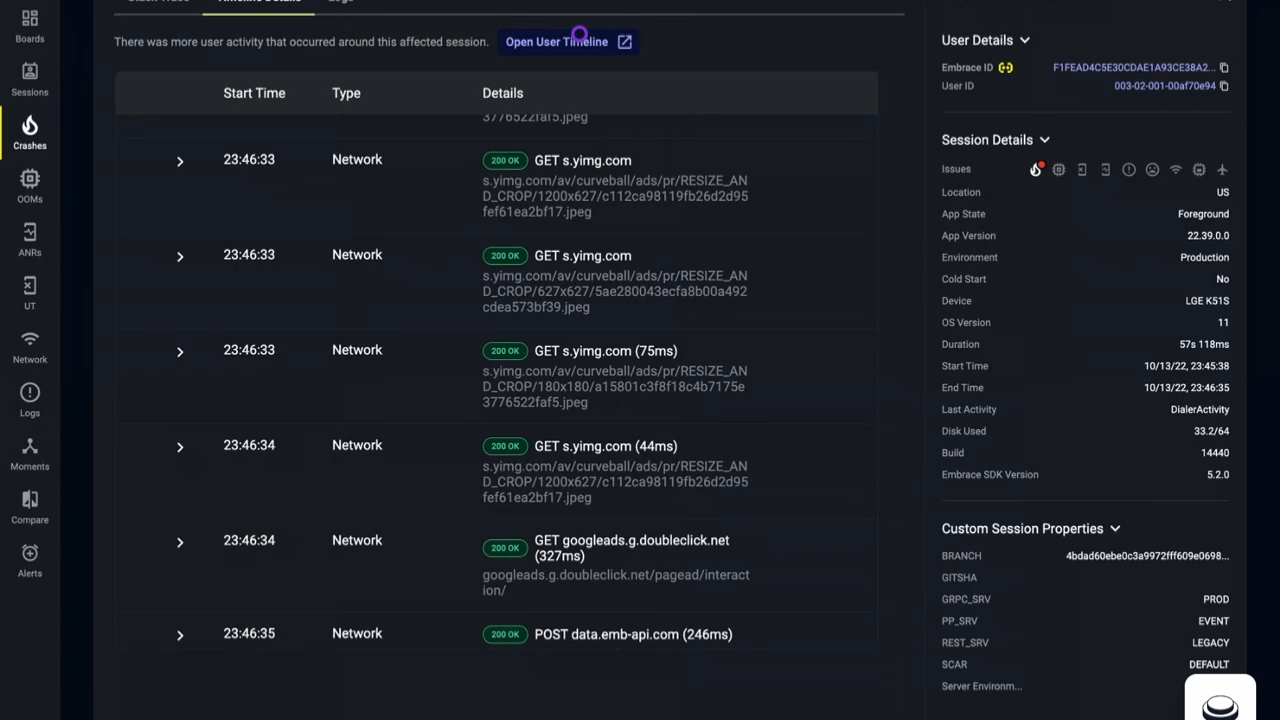 Boards
Sessions
Crashes
OOMs
ANRs
UT
Network
Logs
Moments
Compare
Alerts
Timeline Details
Logs
There was more user activity that occurred around this affected session.
Open User Timeline
Start Time Type Details
3776522faf5.jpeg
23:46:33 Network 200 OK GET s.yimg.com
s.yimg.com/av/curveball/ads/pr/RESIZE_AN
D_CROP/1200x627/c112ca98119fb26d2d95
fef61ea2bf17.jpeg
23:46:33 Network 200 OK GET s.yimg.com
s.yimg.com/av/curveball/ads/pr/RESIZE_AN
D_CROP/627x627/5ae280043ecfa8b00a492
cdea573bf39.jpeg
23:46:33 Network 200 OK GET s.yimg.com (75ms)
s.yimg.com/av/curveball/ads/pr/RESIZE_AN
D_CROP/180x180/a15801c3f8f18c4b7175e
3776522faf5.jpeg
23:46:34 Network 200 OK GET s.yimg.com (44ms)
s.yimg.com/av/curveball/ads/pr/RESIZE_AN
D_CROP/1200x627/c112ca98119fb26d2d95
fef61ea2bf17.jpeg
23:46:34 Network 200 OK GET googleads.g.doubleclick.net
(327ms)
googleads.g.doubleclick.net/pagead/interact
ion/
23:46:35 Network 200 OK POST data.emb-api.com (246ms)
User Details
Embrace ID F1FEAD4C5E30CDAE1A93CE38A2...
User ID 003-02-001-00af70e94
Session Details
Issues
Location US
App State Foreground
App Version 22.39.0.0
Environment Production
Cold Start No
Device LGE K51S
OS Version 11
Duration 57s 118ms
Start Time 10/13/22, 23:45:38
End Time 10/13/22, 23:46:35
Last Activity DialerActivity
Disk Used 33.2/64
Build 14440
Embrace SDK Version 5.2.0
Custom Session Properties
BRANCH 4bdad60ebe0c3a9972fff609e0698...
GITSHA
GRPC_SRV PROD
PP_SRV EVENT
REST_SRV LEGACY
SCAR DEFAULT
Server Environm...